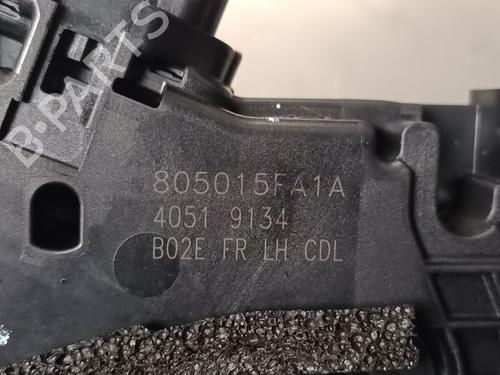 B-PARTS
805015FA1A
4051 9134
B02E FR LH CDL